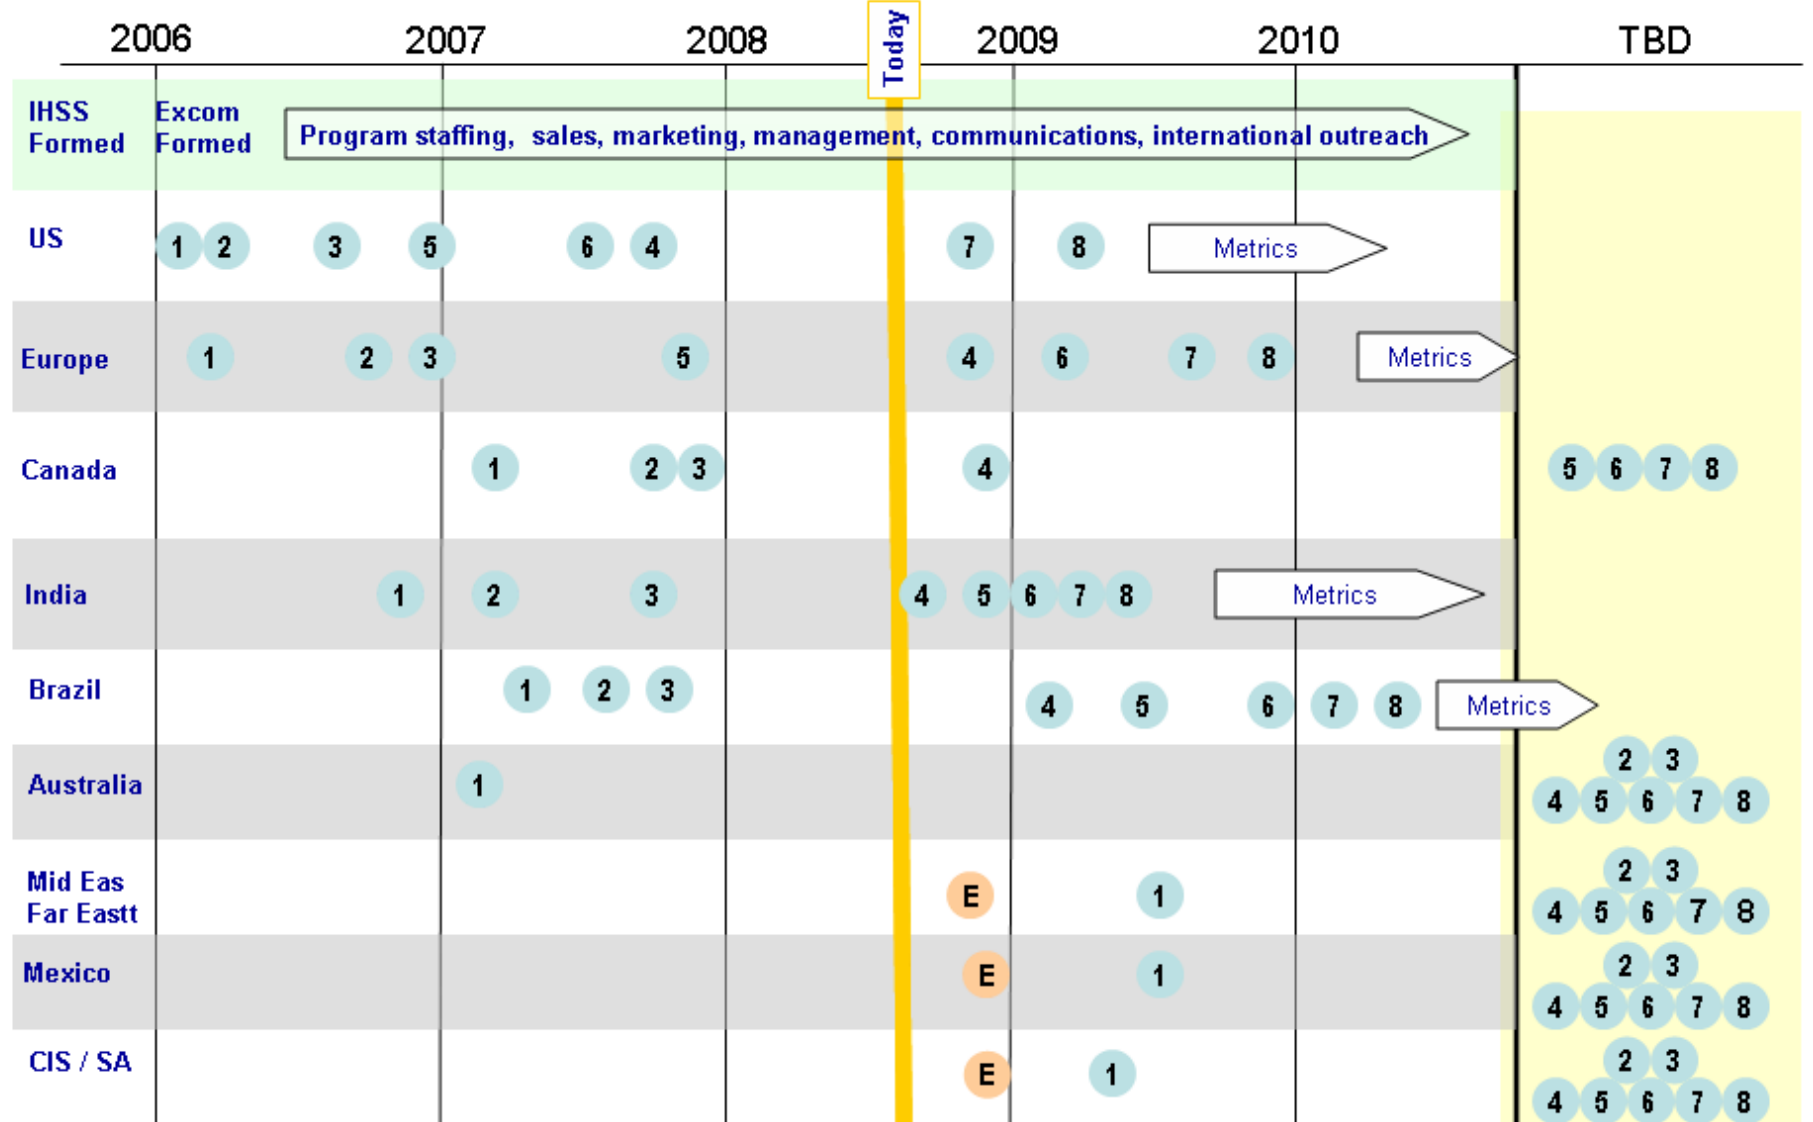 2006 2007 2008 Today 2009 2010 TBD
IHSS Excom
Formed Formed
Program staffing, sales, marketing, management, communications, international outreach
US 1 2 3 5 6 4 7 8 Metrics
Europe 1 2 3 5 4 6 7 8 Metrics
Canada 1 2 3 4 5 6 7 8
India 1 2 3 4 5 6 7 8 Metrics
Brazil 1 2 3 4 5 6 7 8 Metrics
2 3
Australia 1
4 5 6 7 8
2 3
Mid Eas
Far Eastt
E 1
4 5 6 7 8
2 3
Mexico E 1
4 5 6 7 8
2 3
CIS / SA E 1
4 5 6 7 8